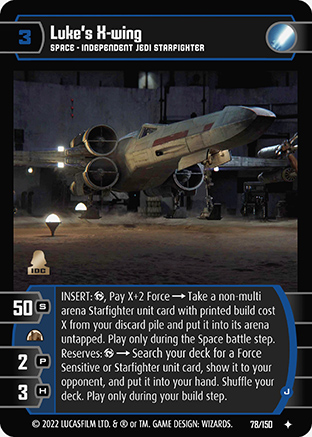 3
Luke's X-wing
SPACE - INDEPENDENT JEDI STARFIGHTER
IDC
50 S
2 P
3 H
INSERT: , Pay X+2 Force → Take a non-multi
arena Starfighter unit card with printed build cost
X from your discard pile and put it into its arena
untapped. Play only during the Space battle step.
Reserves: → Search your deck for a Force
Sensitive or Starfighter unit card, show it to your
opponent, and put it into your hand. Shuffle your
deck. Play only during your build step.
J
© 2022 LUCASFILM LTD. & ® or TM. GAME DESIGN: WIZARDS.
78/150